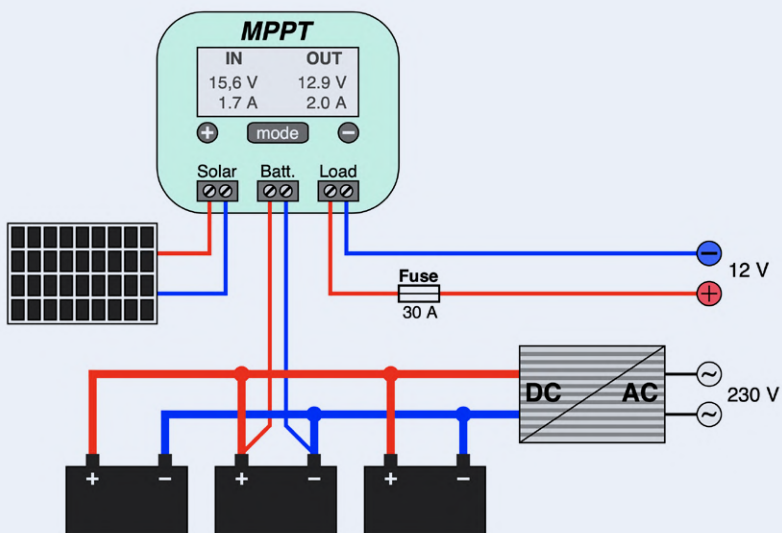 MPPT
IN OUT
15,6 V 12.9 V
1.7 A 2.0 A
+ mode −
Solar Batt. Load
−
12 V
Fuse
+
30 A
DC AC
~
230 V
~
+ − + − + −